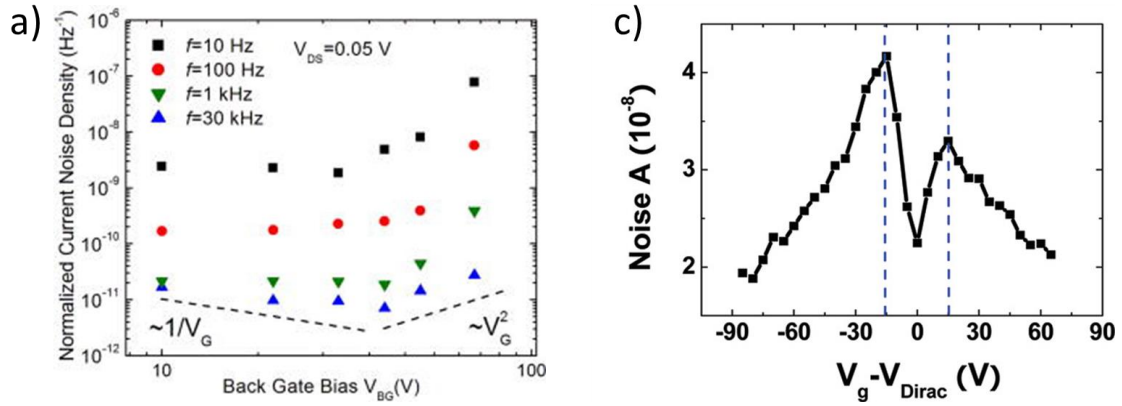 a)
Normalized Current Noise Density (Hz⁻¹)
10⁻⁶
10⁻⁷
10⁻⁸
10⁻⁹
10⁻¹⁰
10⁻¹¹
10⁻¹²
f=10 Hz
f=100 Hz
f=1 kHz
f=30 kHz
V_DS=0.05 V
~1/V_G
~V_G²
10
100
Back Gate Bias V_BG(V)
c)
Noise A (10⁻⁸)
4
3
2
-90 -60 -30 0 30 60 90
V_g-V_Dirac (V)